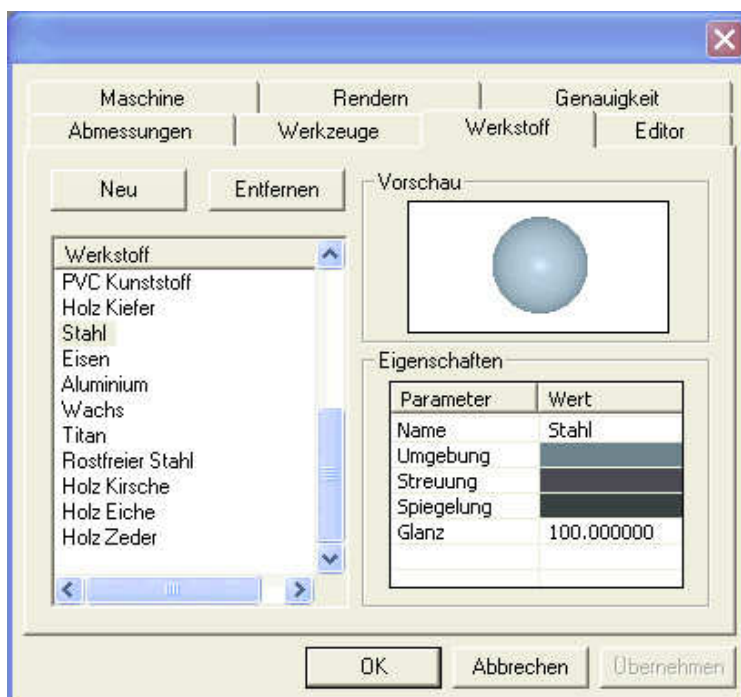 Maschine Rendern Genauigkeit
Abmessungen Werkzeuge Werkstoff Editor
Neu Entfernen
Werkstoff
PVC Kunststoff
Holz Kiefer
Stahl
Eisen
Aluminium
Wachs
Titan
Rostfreier Stahl
Holz Kirsche
Holz Eiche
Holz Zeder
Vorschau
Eigenschaften
Parameter Wert
Name Stahl
Umgebung
Streuung
Spiegelung
Glanz 100.000000
OK Abbrechen Übernehmen